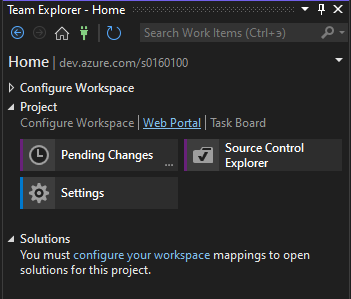 Team Explorer - Home
Search Work Items (Ctrl+э)
Home | dev.azure.com/s0160100
Configure Workspace
Project
Configure Workspace | Web Portal | Task Board
Pending Changes ...
Source Control
Explorer
Settings
Solutions
You must configure your workspace mappings to
open solutions for this project.